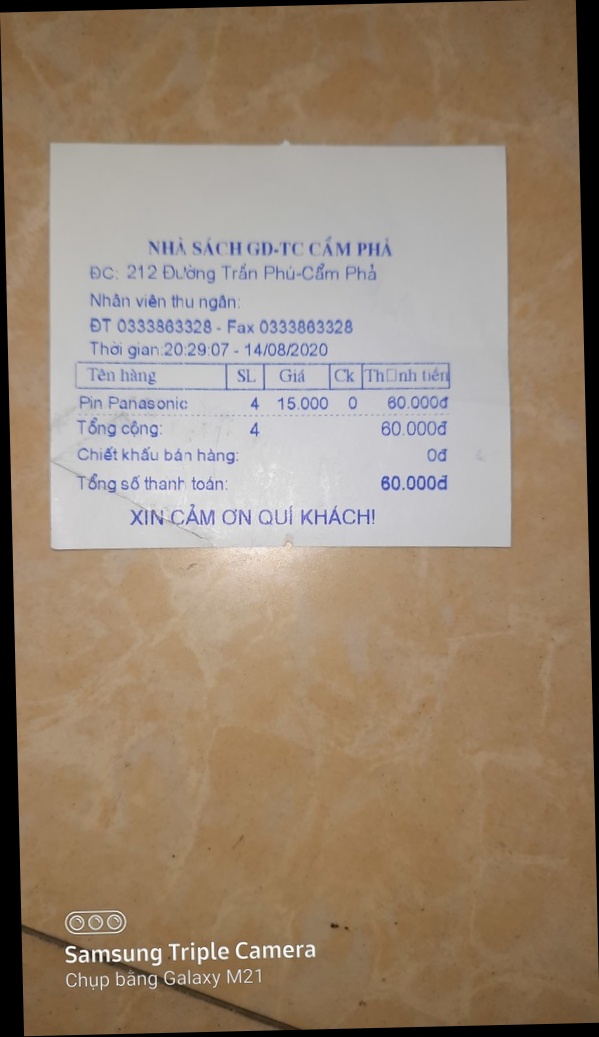 NHÀ SÁCH GD-TC CẨM PHẢ
ĐC: 212 Đường Trần Phú-Cẩm Phả
Nhân viên thu ngân:
ĐT 0333863328 - Fax 0333863328
Thời gian:20:29:07 - 14/08/2020
Tên hàng SL Giá Ck Th□nh tiền
Pin Panasonic 4 15.000 0 60.000đ
Tổng cộng: 4 60.000đ
Chiết khấu bán hàng: 0đ
Tổng số thanh toán: 60.000đ
XIN CẢM ƠN QUÍ KHÁCH!
Samsung Triple Camera
Chụp bằng Galaxy M21